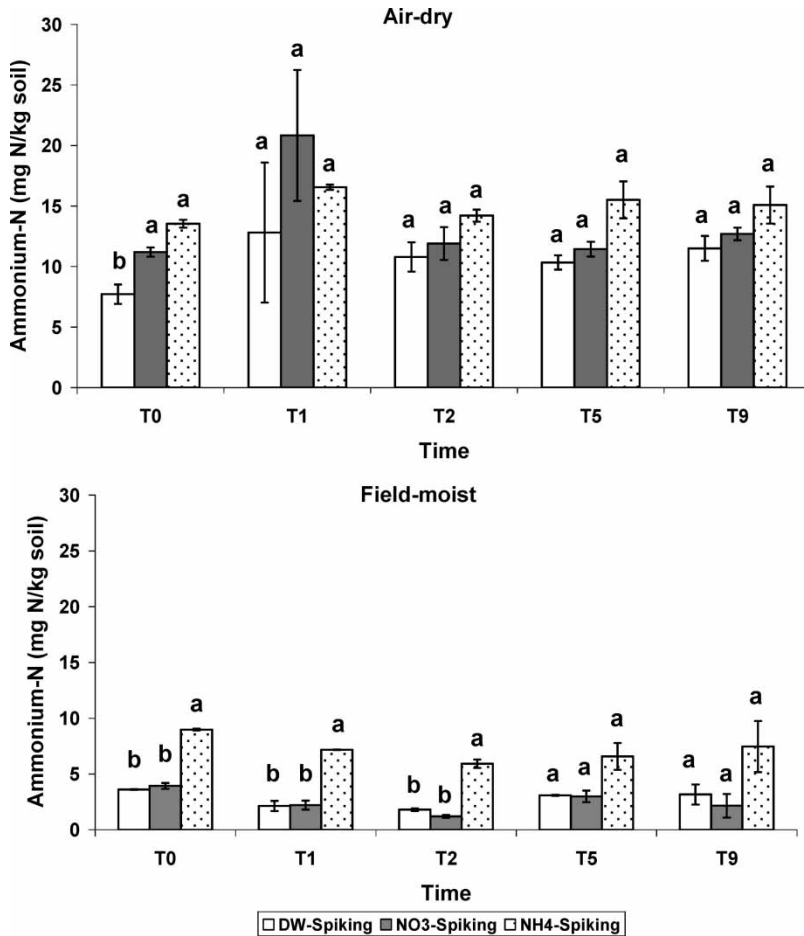 Air-dry
Ammonium-N (mg N/kg soil)
30
25
20
15
10
5
0
a
a a a a a
a a a a a a
b a a
T0 T1 T2 T5 T9
Time
Field-moist
Ammonium-N (mg N/kg soil)
30
25
20
15
10
5
0
a a a a a
b b b b b b a a a a
T0 T1 T2 T5 T9
Time
DW-Spiking NO3-Spiking NH4-Spiking